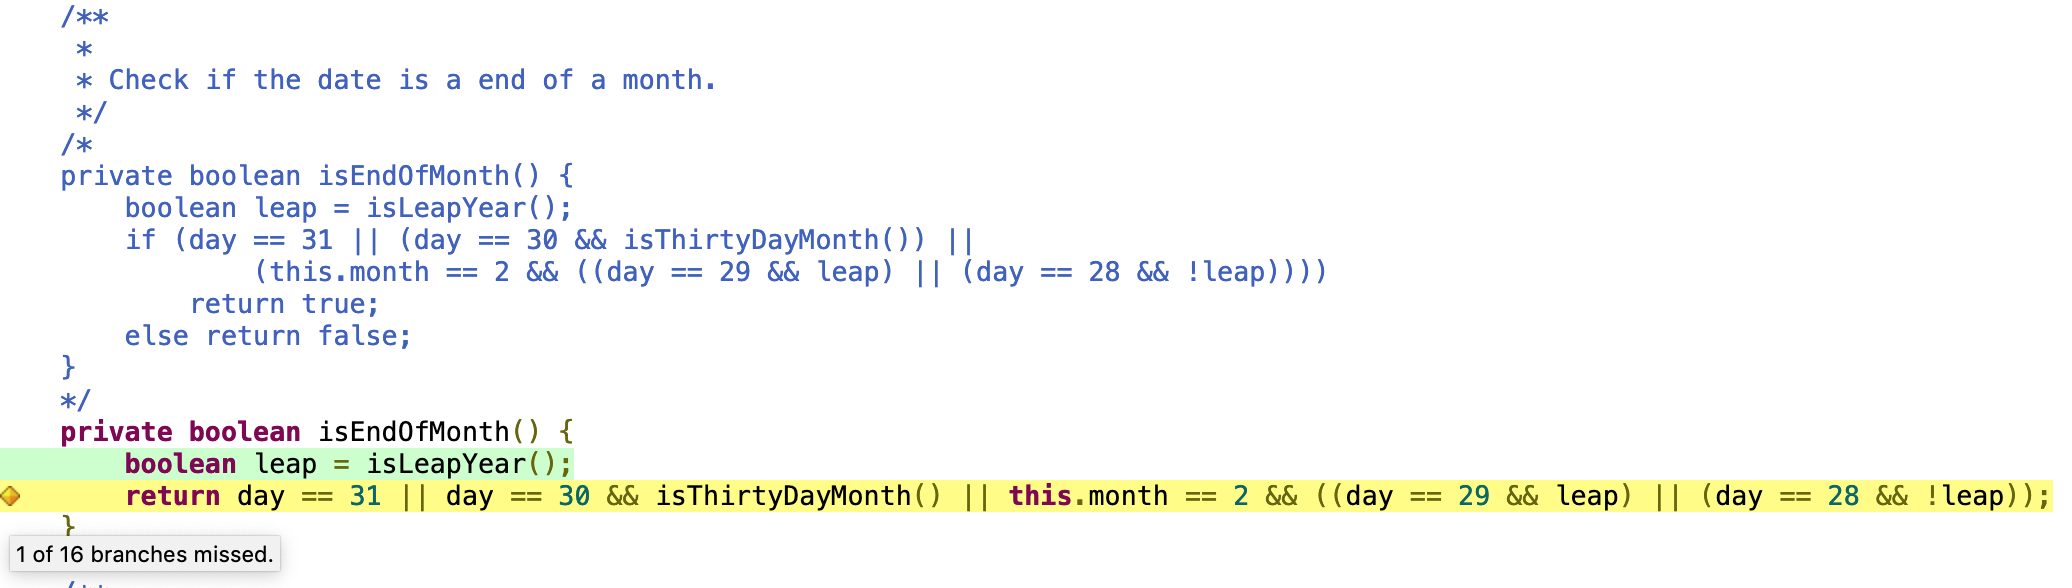 /**
*
* Check if the date is a end of a month.
*/
/*
private boolean isEndOfMonth() {
boolean leap = isLeapYear();
if (day == 31 || (day == 30 && isThirtyDayMonth()) ||
(this.month == 2 && ((day == 29 && leap) || (day == 28 && !leap))))
return true;
else return false;
}
*/
private boolean isEndOfMonth() {
boolean leap = isLeapYear();
return day == 31 || day == 30 && isThirtyDayMonth() || this.month == 2 && ((day == 29 && leap) || (day == 28 && !leap));
}
1 of 16 branches missed.
/**